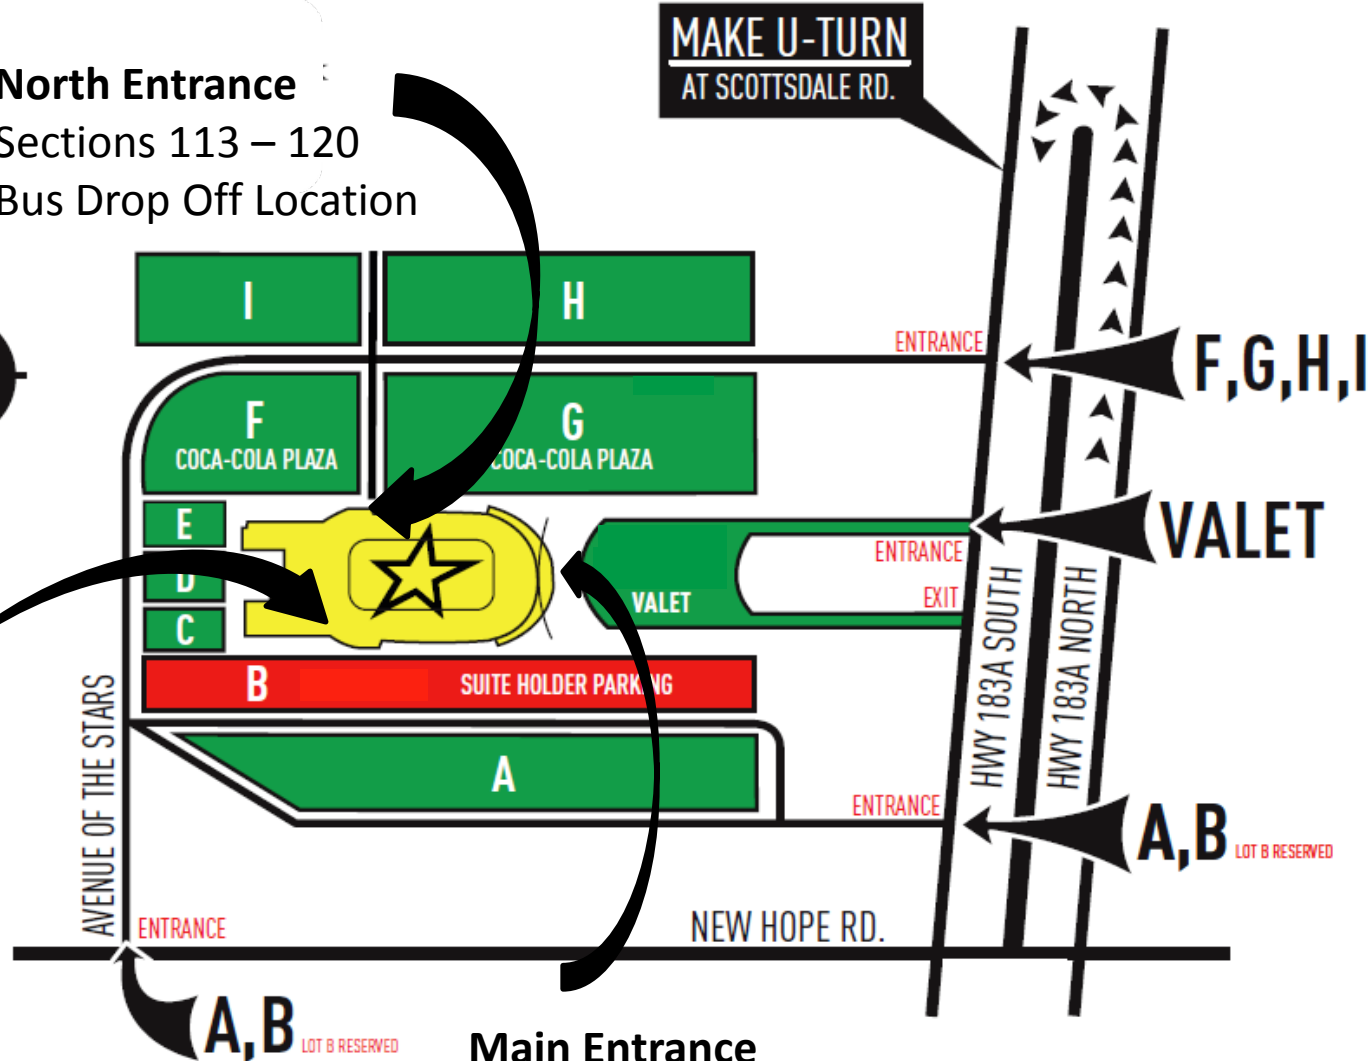 MAKE U-TURN
AT SCOTTSDALE RD.
North Entrance
Sections 113 – 120
Bus Drop Off Location
I
H
ENTRANCE
F,G,H,I
F
COCA-COLA PLAZA
G
COCA-COLA PLAZA
E
D
C
VALET
ENTRANCE
EXIT
VALET
HWY 183A SOUTH
HWY 183A NORTH
B
SUITE HOLDER PARKING
A
ENTRANCE
A,B LOT B RESERVED
AVENUE OF THE STARS
ENTRANCE
NEW HOPE RD.
A,B LOT B RESERVED
Main Entrance